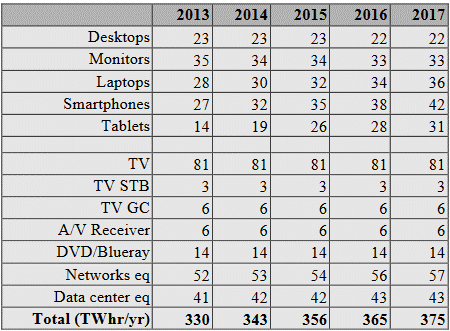 2013 2014 2015 2016 2017
Desktops 23 23 23 22 22
Monitors 35 34 34 33 33
Laptops 28 30 32 34 36
Smartphones 27 32 35 38 42
Tablets 14 19 26 28 31
TV 81 81 81 81 81
TV STB 3 3 3 3 3
TV GC 6 6 6 6 6
A/V Receiver 6 6 6 6 6
DVD/Blueray 14 14 14 14 14
Networks eq 52 53 54 56 57
Data center eq 41 42 42 43 43
Total (TWhr/yr) 330 343 356 365 375